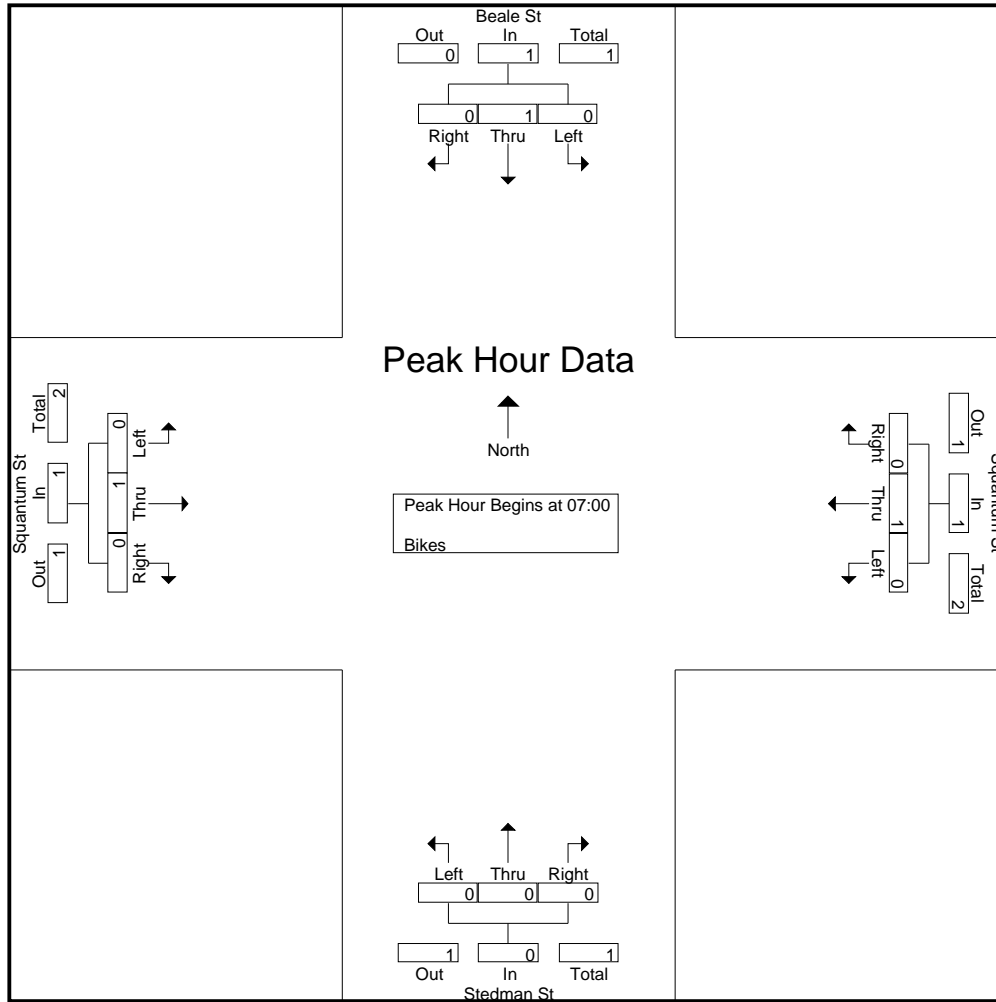 Beale St
Out In Total
0 1 1
0 1 0
Right Thru Left
Peak Hour Data
North
Peak Hour Begins at 07:00
Bikes
Squantum St
Total In Out
2 1 1
0 1 0
Left Thru Right
Right Thru Left
0 1 0
1 1 2
Out In Total
Squantum St
Left Thru Right
0 0 0
1 0 1
Out In Total
Stedman St